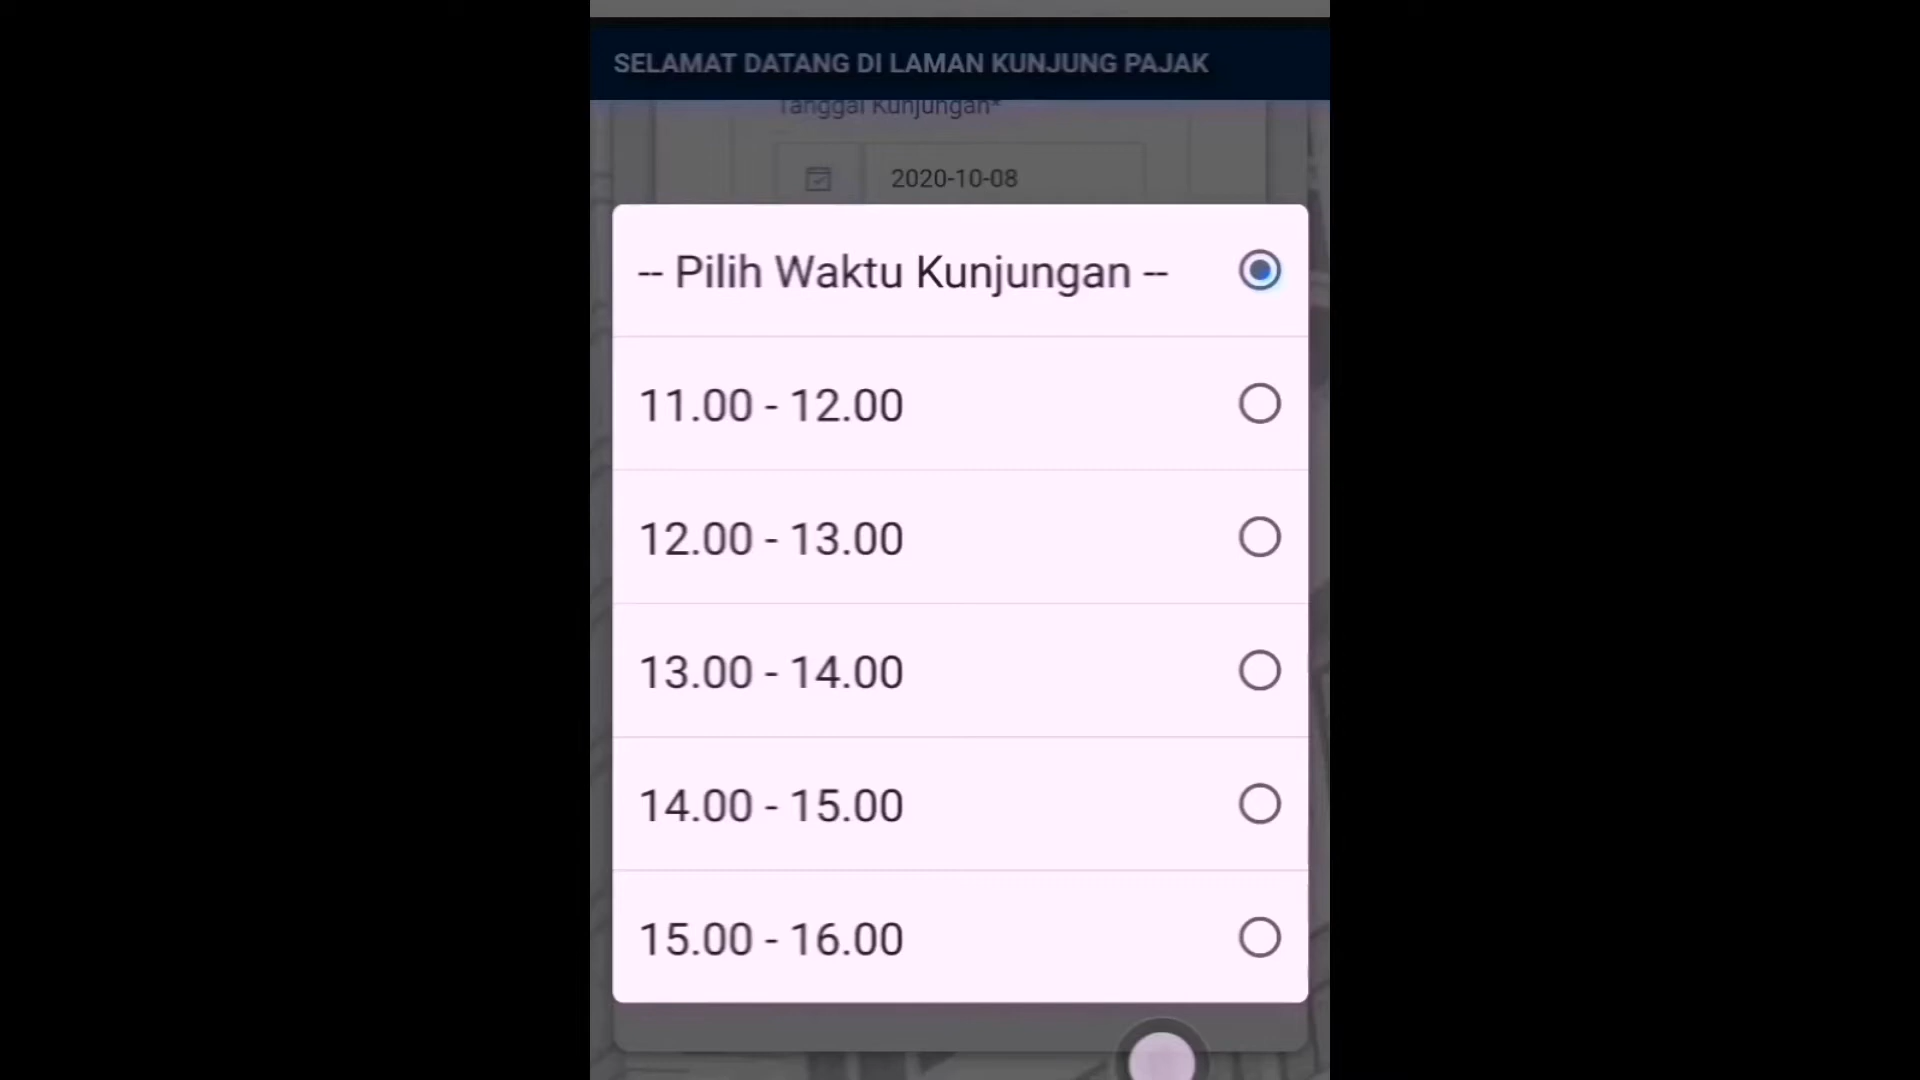 SELAMAT DATANG DI LAMAN KUNJUNG PAJAK
Tanggal Kunjungan*
2020-10-08
-- Pilih Waktu Kunjungan --
11.00 - 12.00
12.00 - 13.00
13.00 - 14.00
14.00 - 15.00
15.00 - 16.00